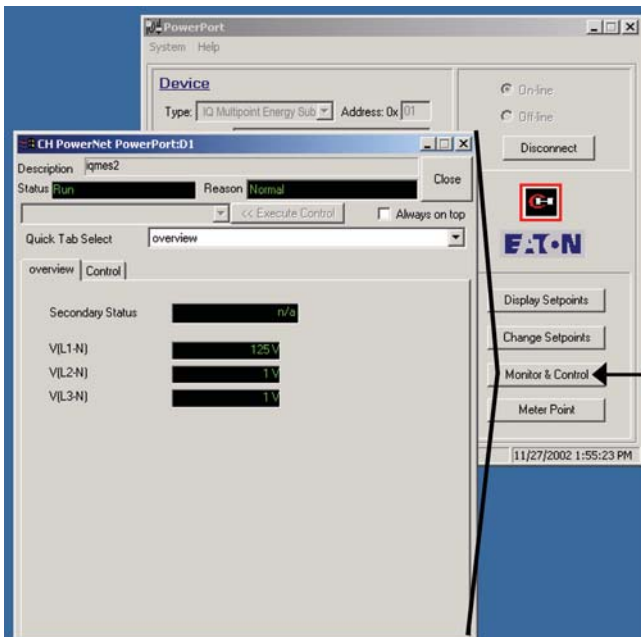 PowerPort
System Help
Device
Type: IQ Multipoint Energy Sub Address: 0x 01
On-line
Off-line
Disconnect
CH PowerNet PowerPort:D1
Description iqmes2
Close
Status Run Reason Normal
<< Execute Control Always on top
Quick Tab Select overview
overview Control
Secondary Status n/a
V(L1-N) 125 V
V(L2-N) 1 V
V(L3-N) 1 V
CH
EATON
Display Setpoints
Change Setpoints
Monitor & Control
Meter Point
11/27/2002 1:55:23 PM